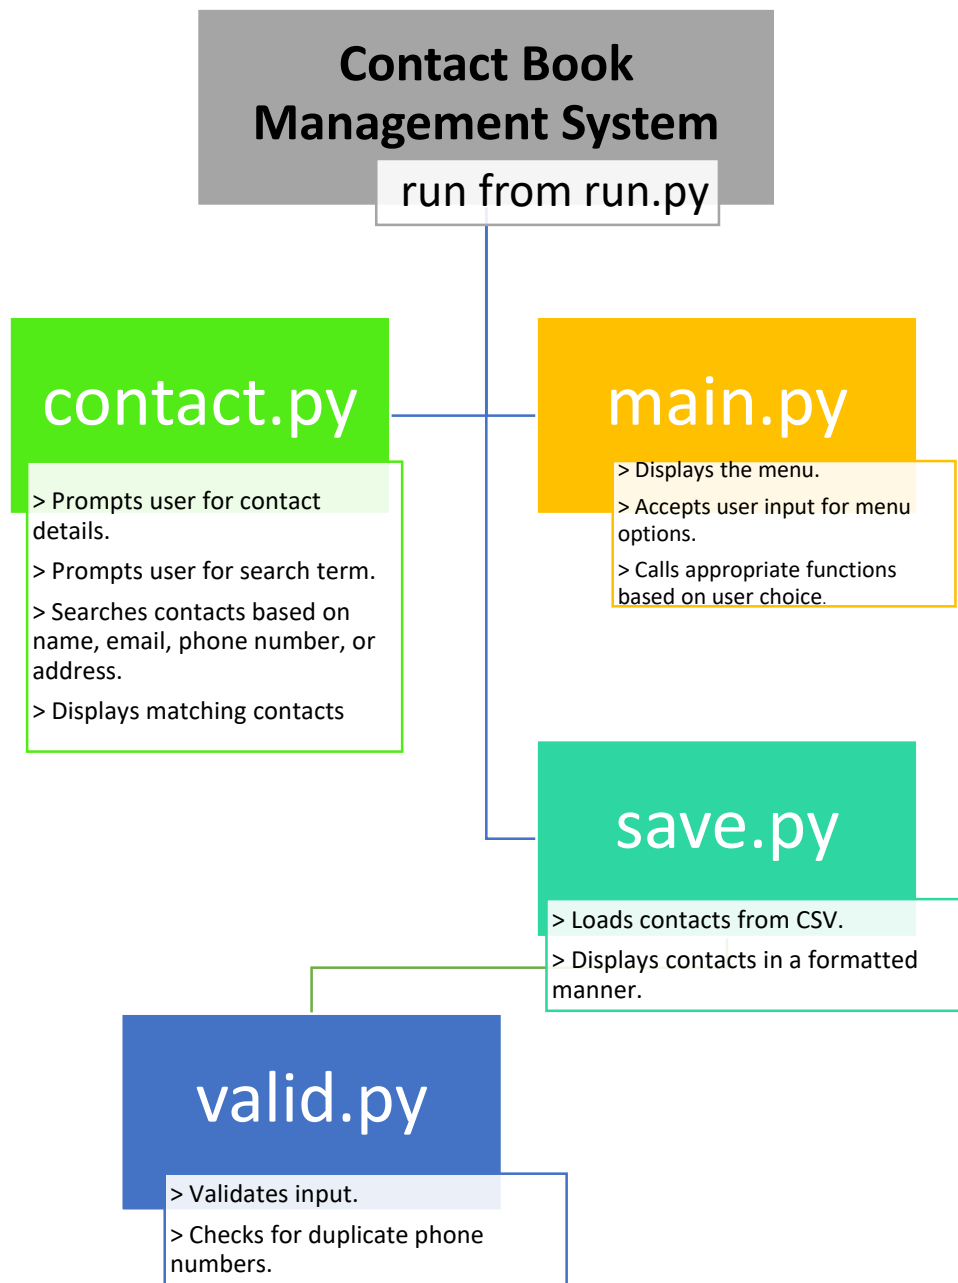 Contact Book
Management System
run from run.py
contact.py
> Prompts user for contact
details.
> Prompts user for search term.
> Searches contacts based on
name, email, phone number, or
address.
> Displays matching contacts
main.py
> Displays the menu.
> Accepts user input for menu
options.
> Calls appropriate functions
based on user choice.
save.py
> Loads contacts from CSV.
> Displays contacts in a formatted
manner.
valid.py
> Validates input.
> Checks for duplicate phone
numbers.